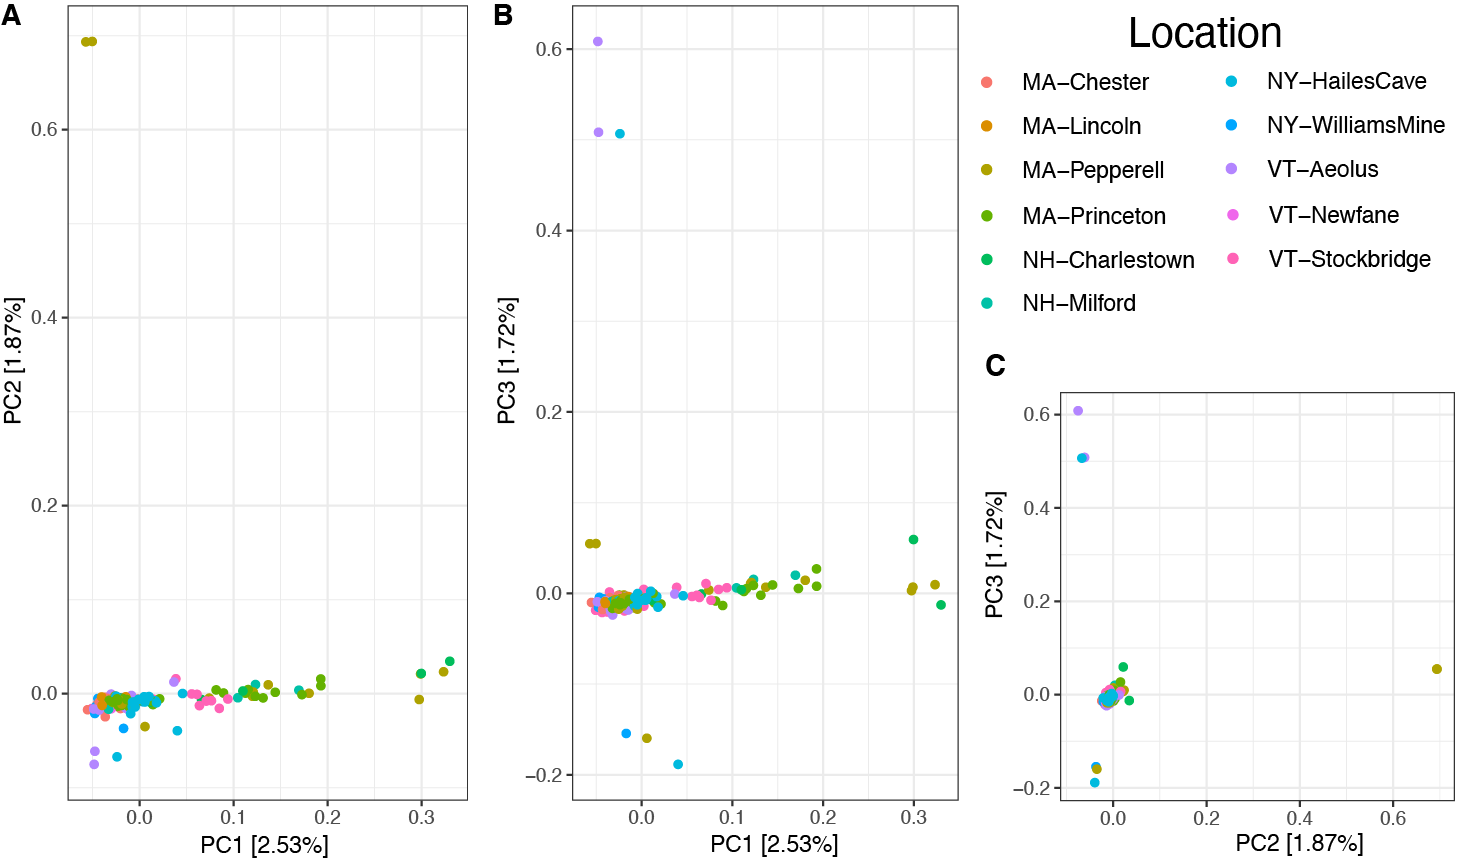 A
PC2 [1.87%]
0.6
0.4
0.2
0.0
0.0 0.1 0.2 0.3
PC1 [2.53%]
B
PC3 [1.72%]
0.6
0.4
0.2
0.0
−0.2
0.0 0.1 0.2 0.3
PC1 [2.53%]
Location
MA−Chester
MA−Lincoln
MA−Pepperell
MA−Princeton
NH−Charlestown
NH−Milford
NY−HailesCave
NY−WilliamsMine
VT−Aeolus
VT−Newfane
VT−Stockbridge
C
PC3 [1.72%]
0.6
0.4
0.2
0.0
−0.2
0.0 0.2 0.4 0.6
PC2 [1.87%]